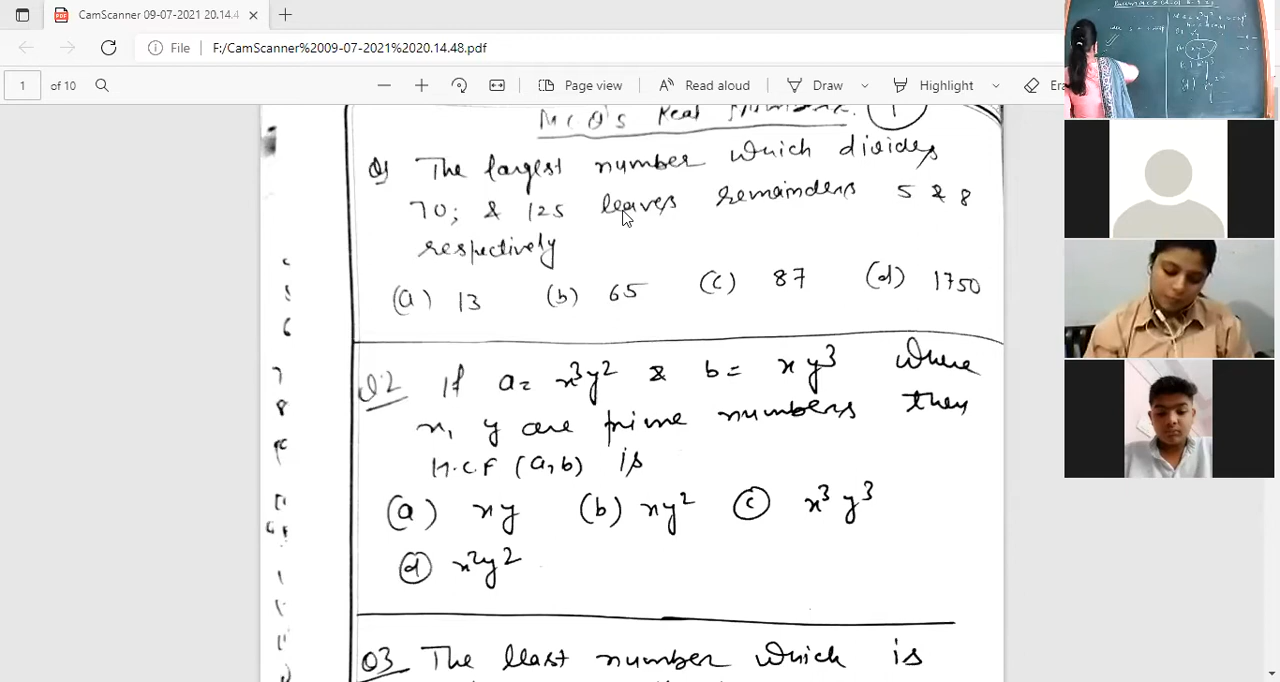 CamScanner 09-07-2021 20.14.4
File F:/CamScanner%2009-07-2021%2020.14.48.pdf
1 of 10 Page view Read aloud Draw Highlight
MCQ's Real
1
Q1 The largest number which divides
70; & 125 leaves remainders 5 & 8
respectively
(a) 13 (b) 65 (c) 87 (d) 1750
Q2 If a= x³y² & b= xy³ where
x, y are prime numbers then
H.C.F (a,b) is
(a) xy (b) xy² (c) x³y³
(d) x²y²
Q3 The least number which is